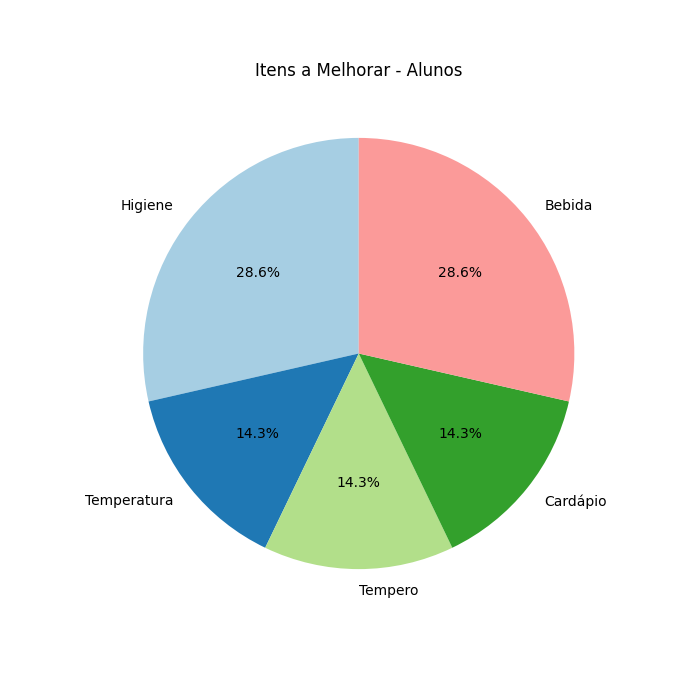 Itens a Melhorar - Alunos
Higiene
Bebida
28.6%
28.6%
14.3%
14.3%
14.3%
Temperatura
Cardápio
Tempero